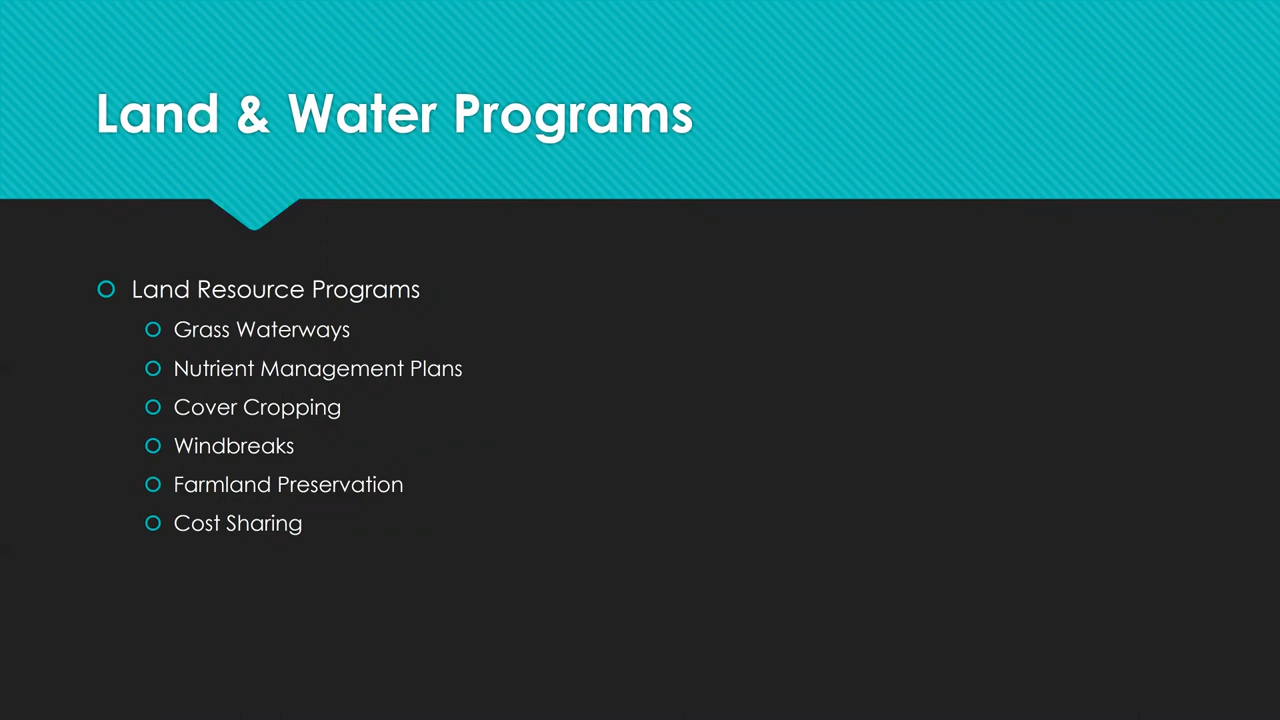 Land & Water Programs
Land Resource Programs
Grass Waterways
Nutrient Management Plans
Cover Cropping
Windbreaks
Farmland Preservation
Cost Sharing